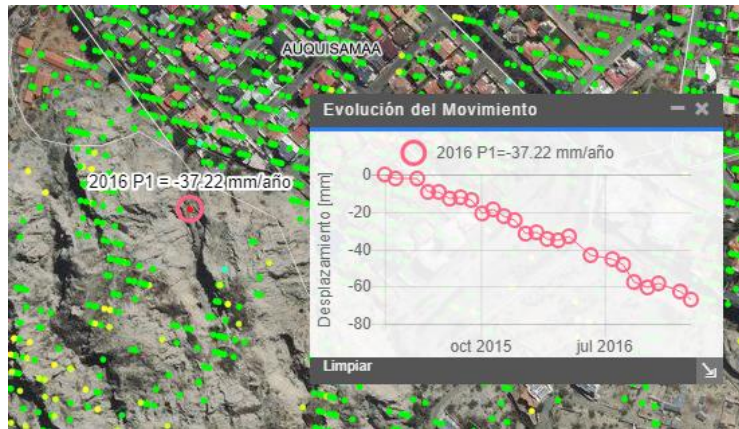 AUQUISAMAA
2016 P1 = -37.22 mm/año
Evolución del Movimiento
2016 P1=-37.22 mm/año
Desplazamiento [mm]
0
-20
-40
-60
-80
oct 2015
jul 2016
Limpiar